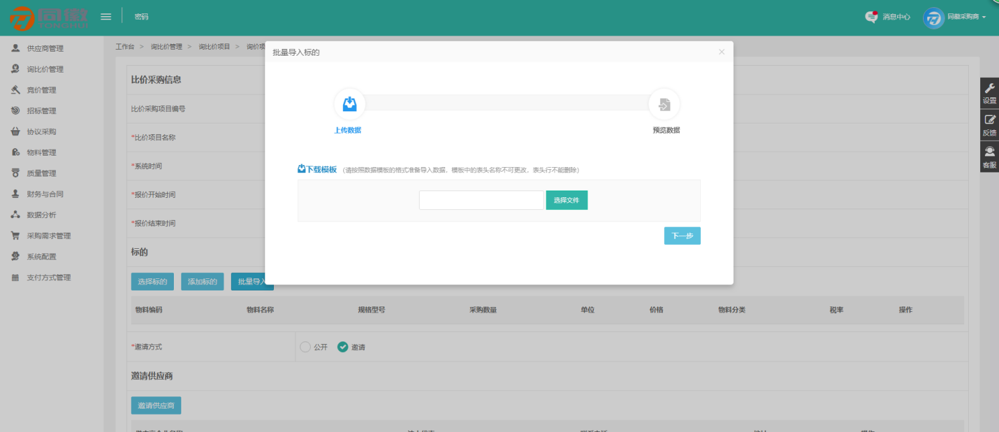 同徽
密码
消息中心
同徽采购商
供应商管理
询比价管理
竞价管理
招标管理
协议采购
物料管理
质量管理
财务与合同
数据分析
采购需求管理
系统配置
支付方式管理
工作台 > 询比价管理 > 询比价项目 > 询价项
批量导入标的
×
上传数据
预览数据
下载模板 (请按照数据模板的格式准备导入数据，模板中的表头名称不可更改，表头行不能删除)
选择文件
下一步
设置
反馈
客服
比价采购信息
比价采购项目编号
*比价项目名称
*系统时间
*报价开始时间
*报价结束时间
标的
选择标的 添加标的 批量导入
物料编码 物料名称 规格型号 采购数量 单位 价格 物料分类 税率 操作
*邀请方式 公开 邀请
邀请供应商
邀请供应商